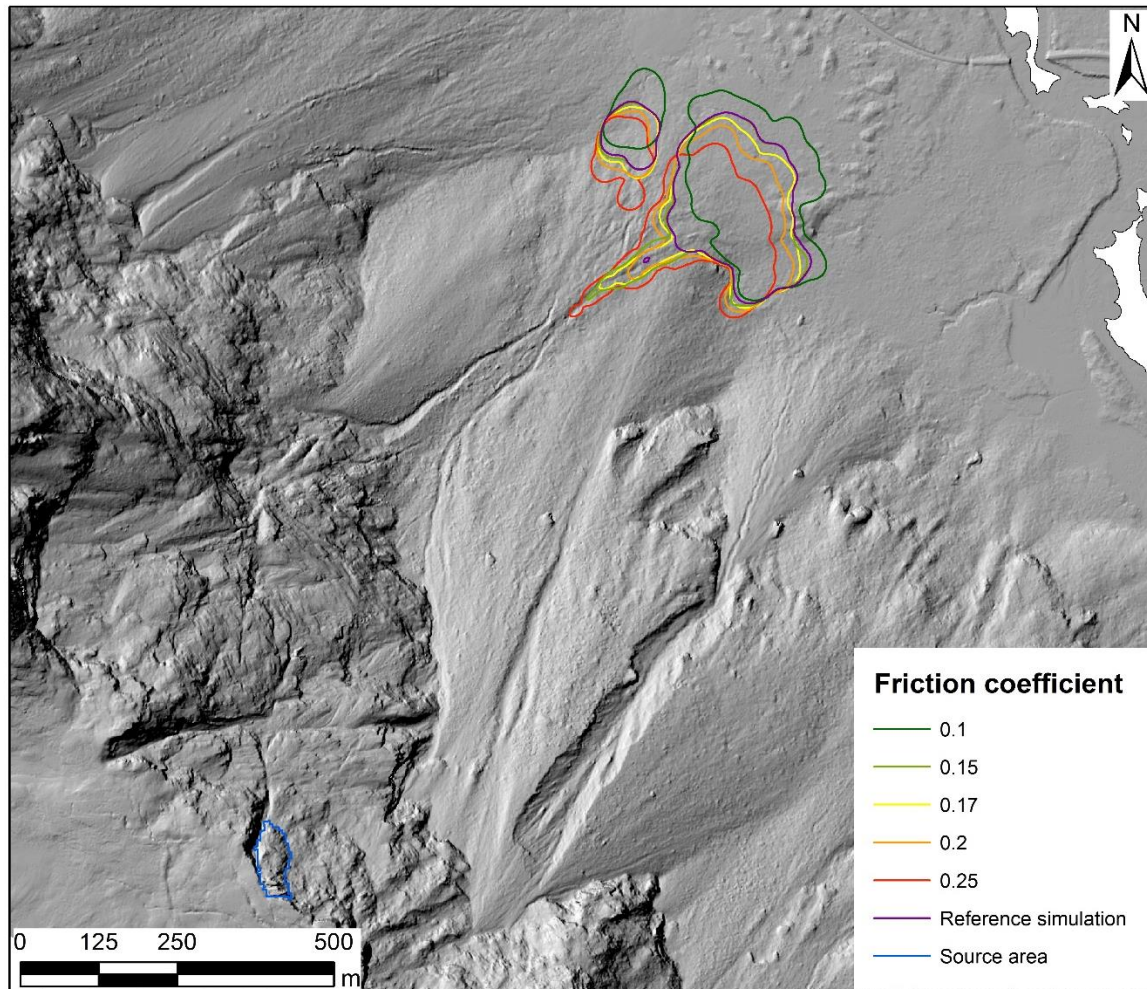 N
Friction coefficient
0.1
0.15
0.17
0.2
0.25
Reference simulation
Source area
0 125 250 500
m